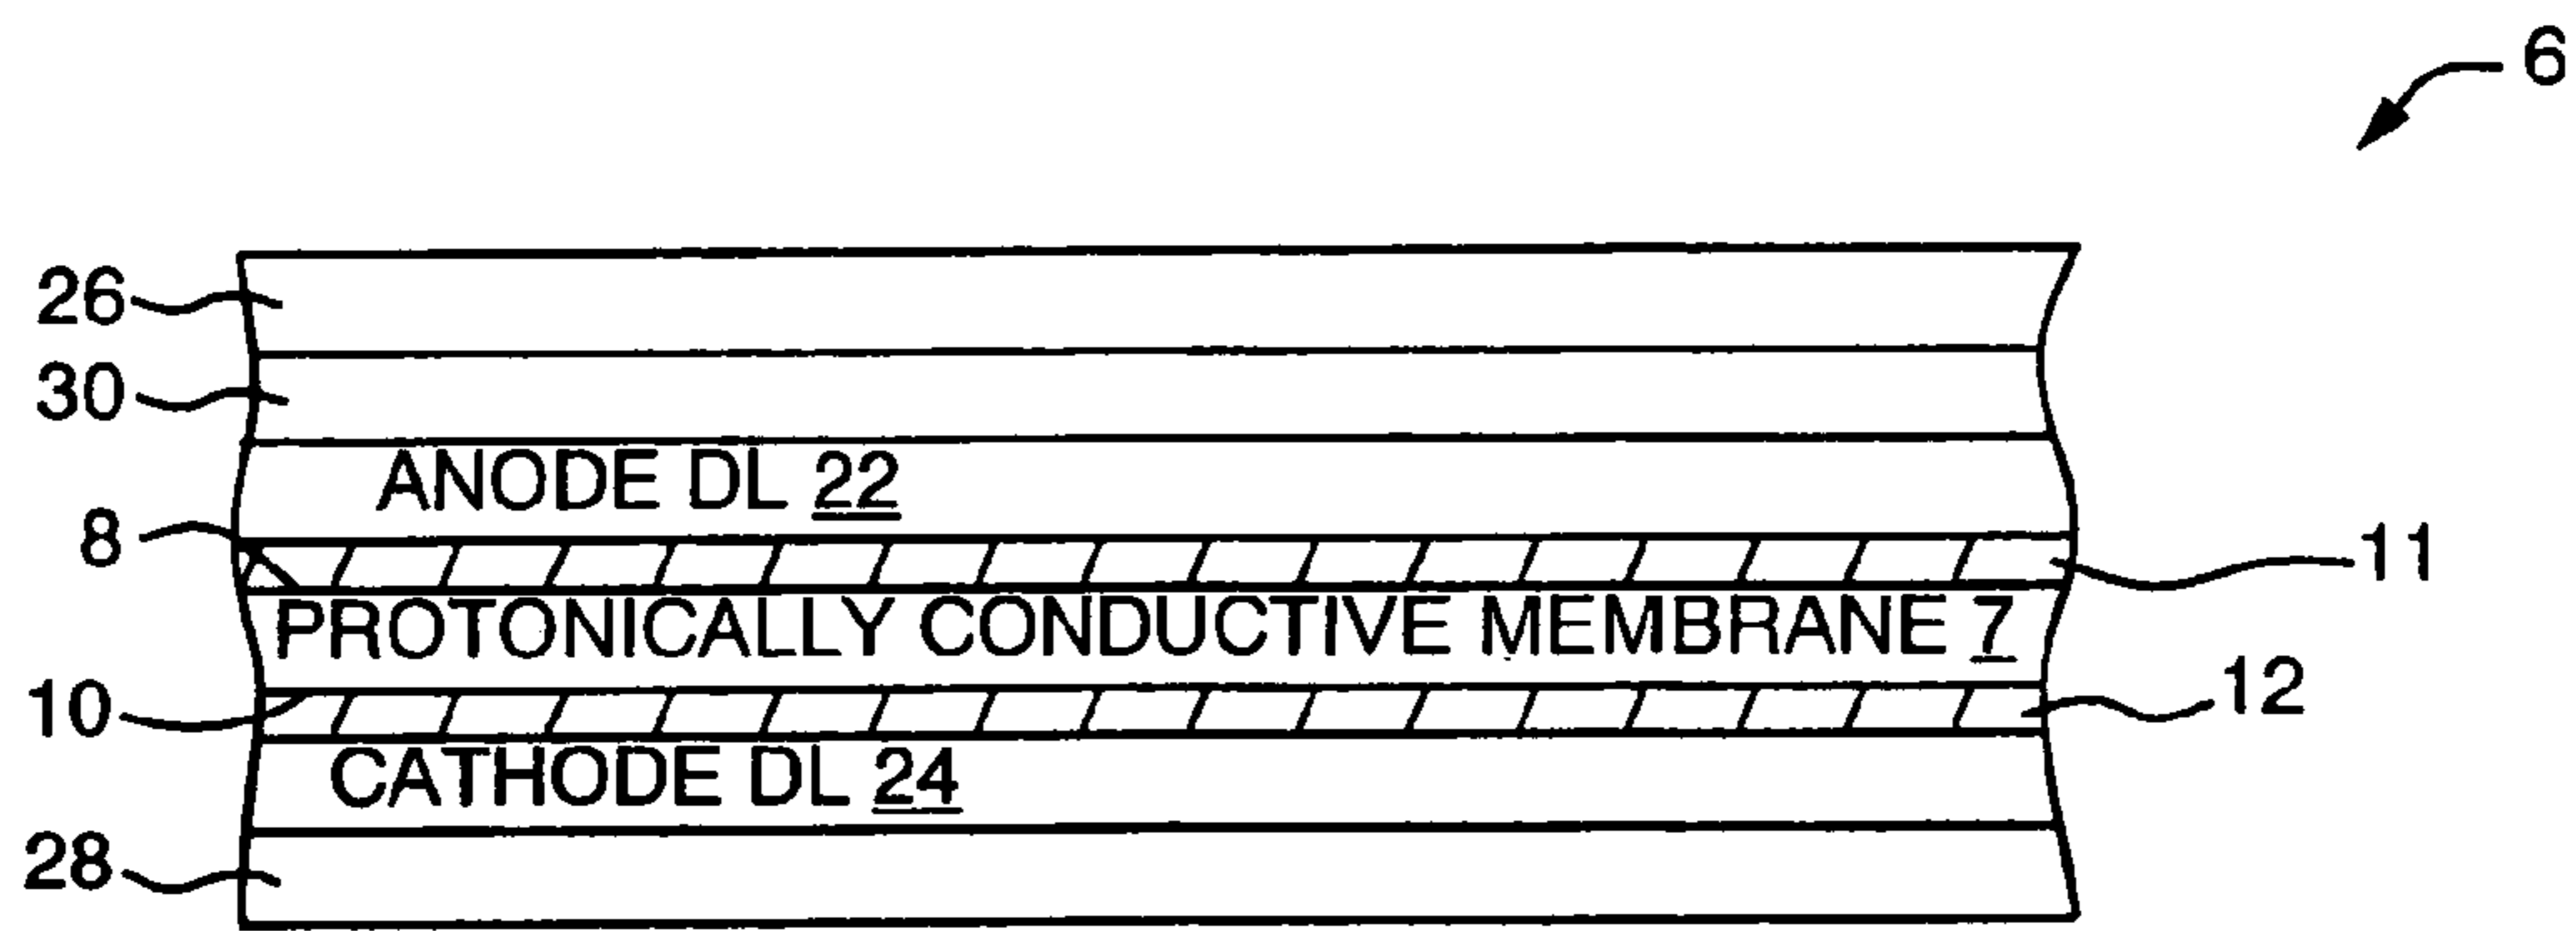 6
26
30
ANODE DL 22
8
11
PROTONICALLY CONDUCTIVE MEMBRANE 7
10
12
CATHODE DL 24
28